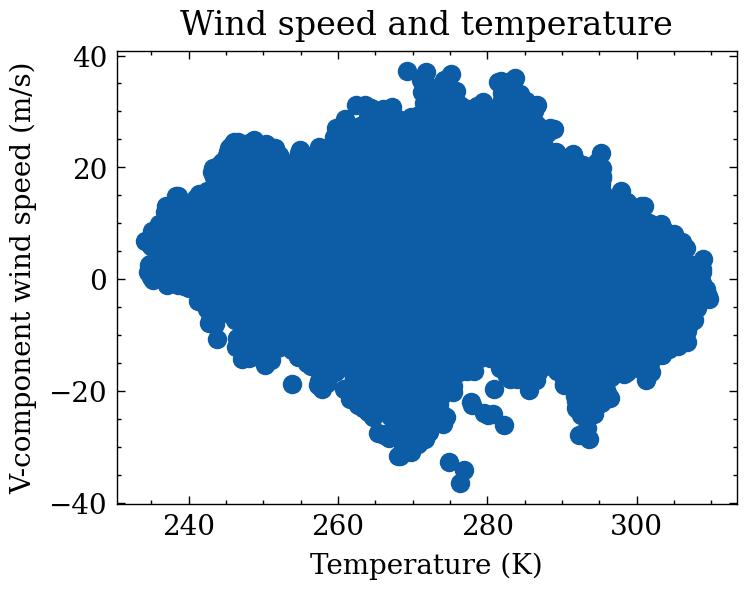 Wind speed and temperature
V-component wind speed (m/s)
40
20
0
−20
−40
240 260 280 300
Temperature (K)